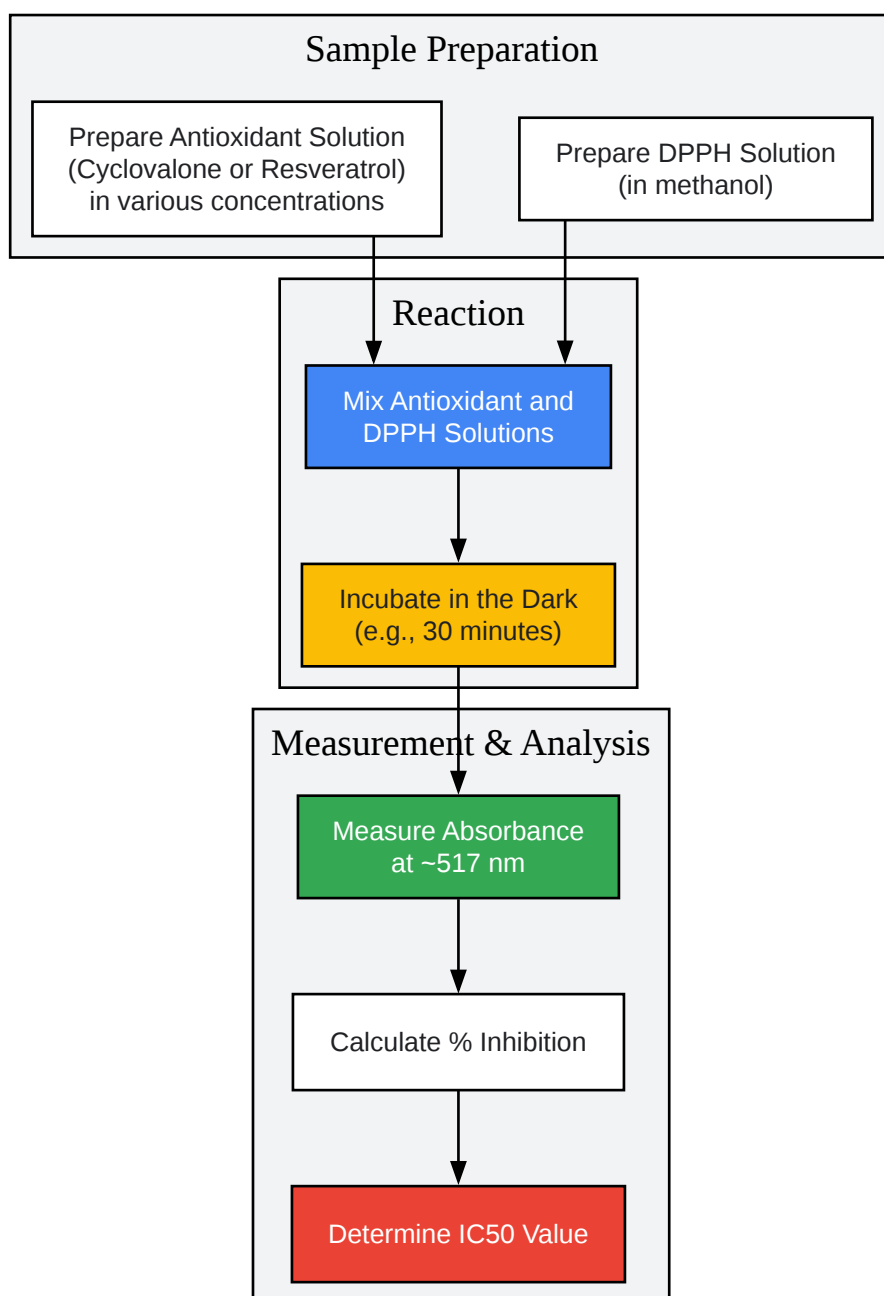 Sample Preparation
Prepare Antioxidant Solution
(Cyclovalone or Resveratrol)
in various concentrations
Prepare DPPH Solution
(in methanol)
Reaction
Mix Antioxidant and
DPPH Solutions
Incubate in the Dark
(e.g., 30 minutes)
Measurement & Analysis
Measure Absorbance
at ~517 nm
Calculate % Inhibition
Determine IC50 Value